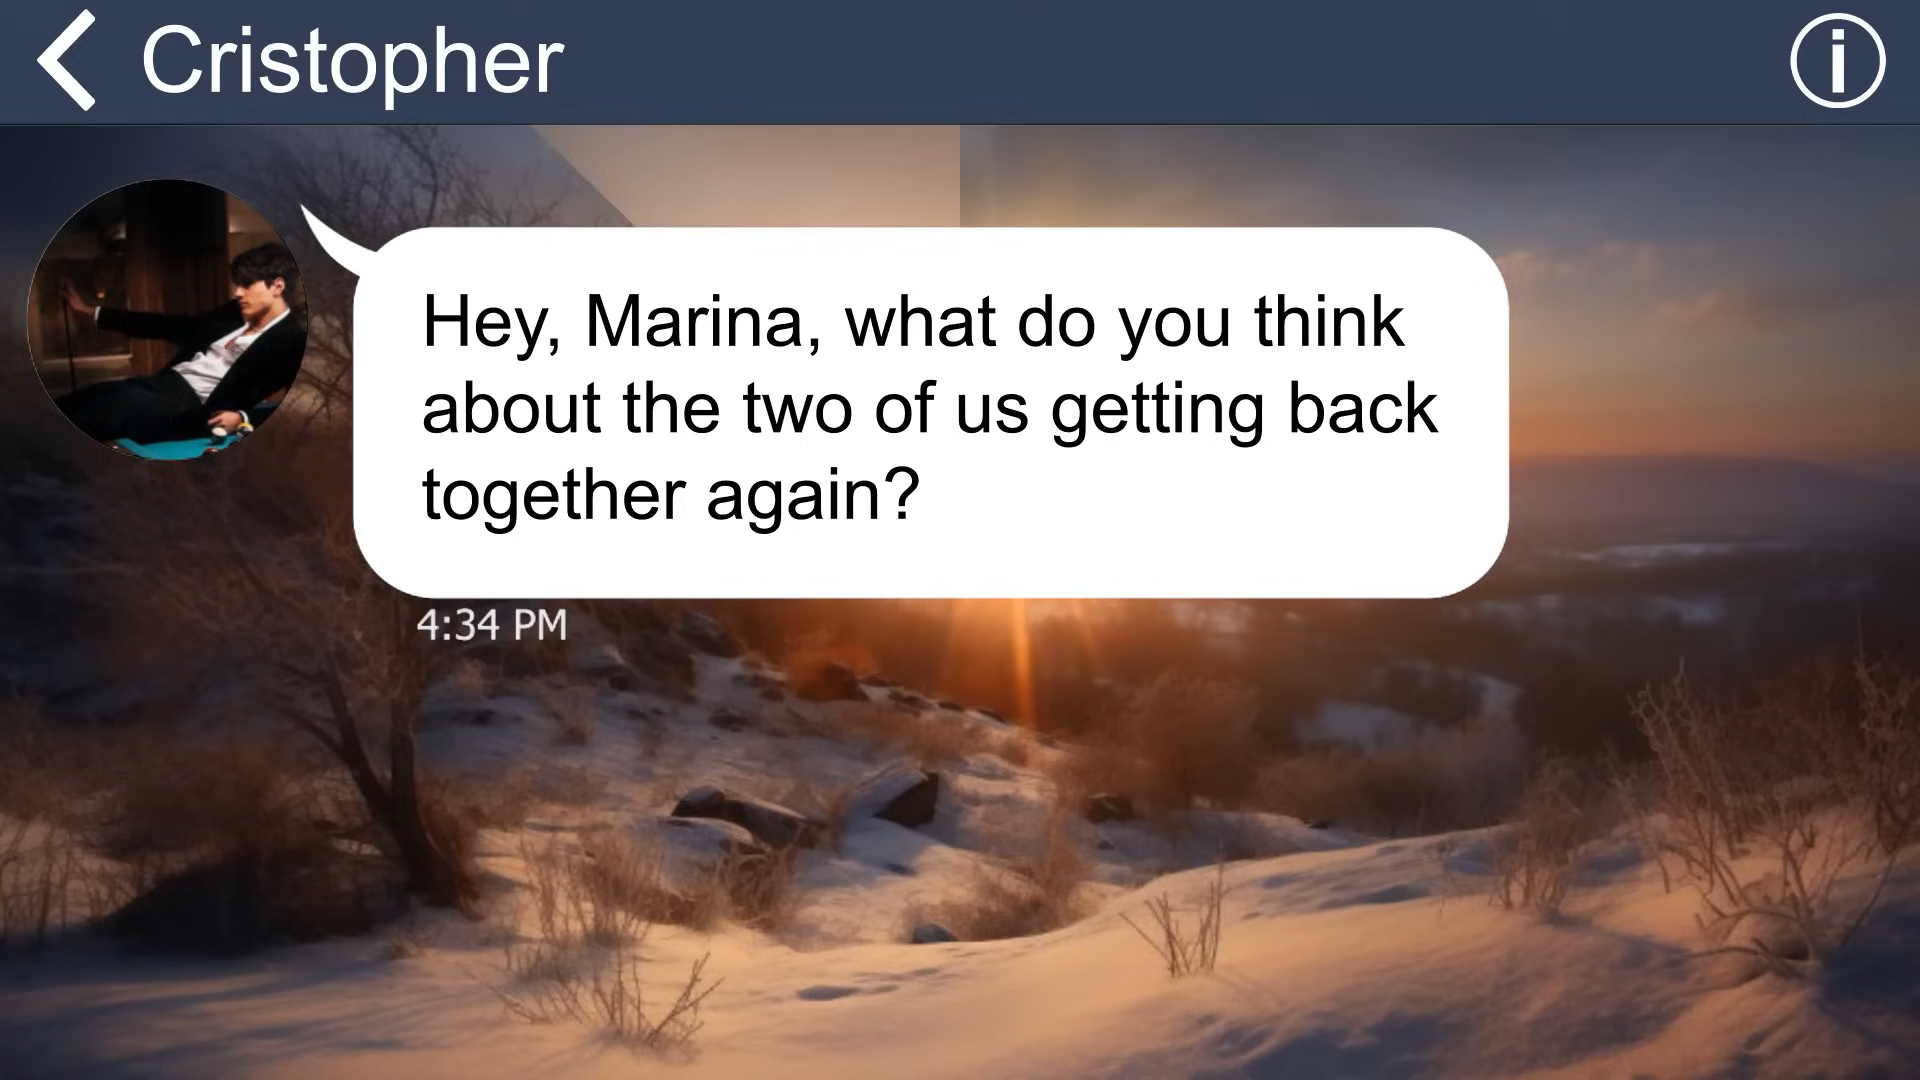 Cristopher
Hey, Marina, what do you think
about the two of us getting back
together again?
4:34 PM